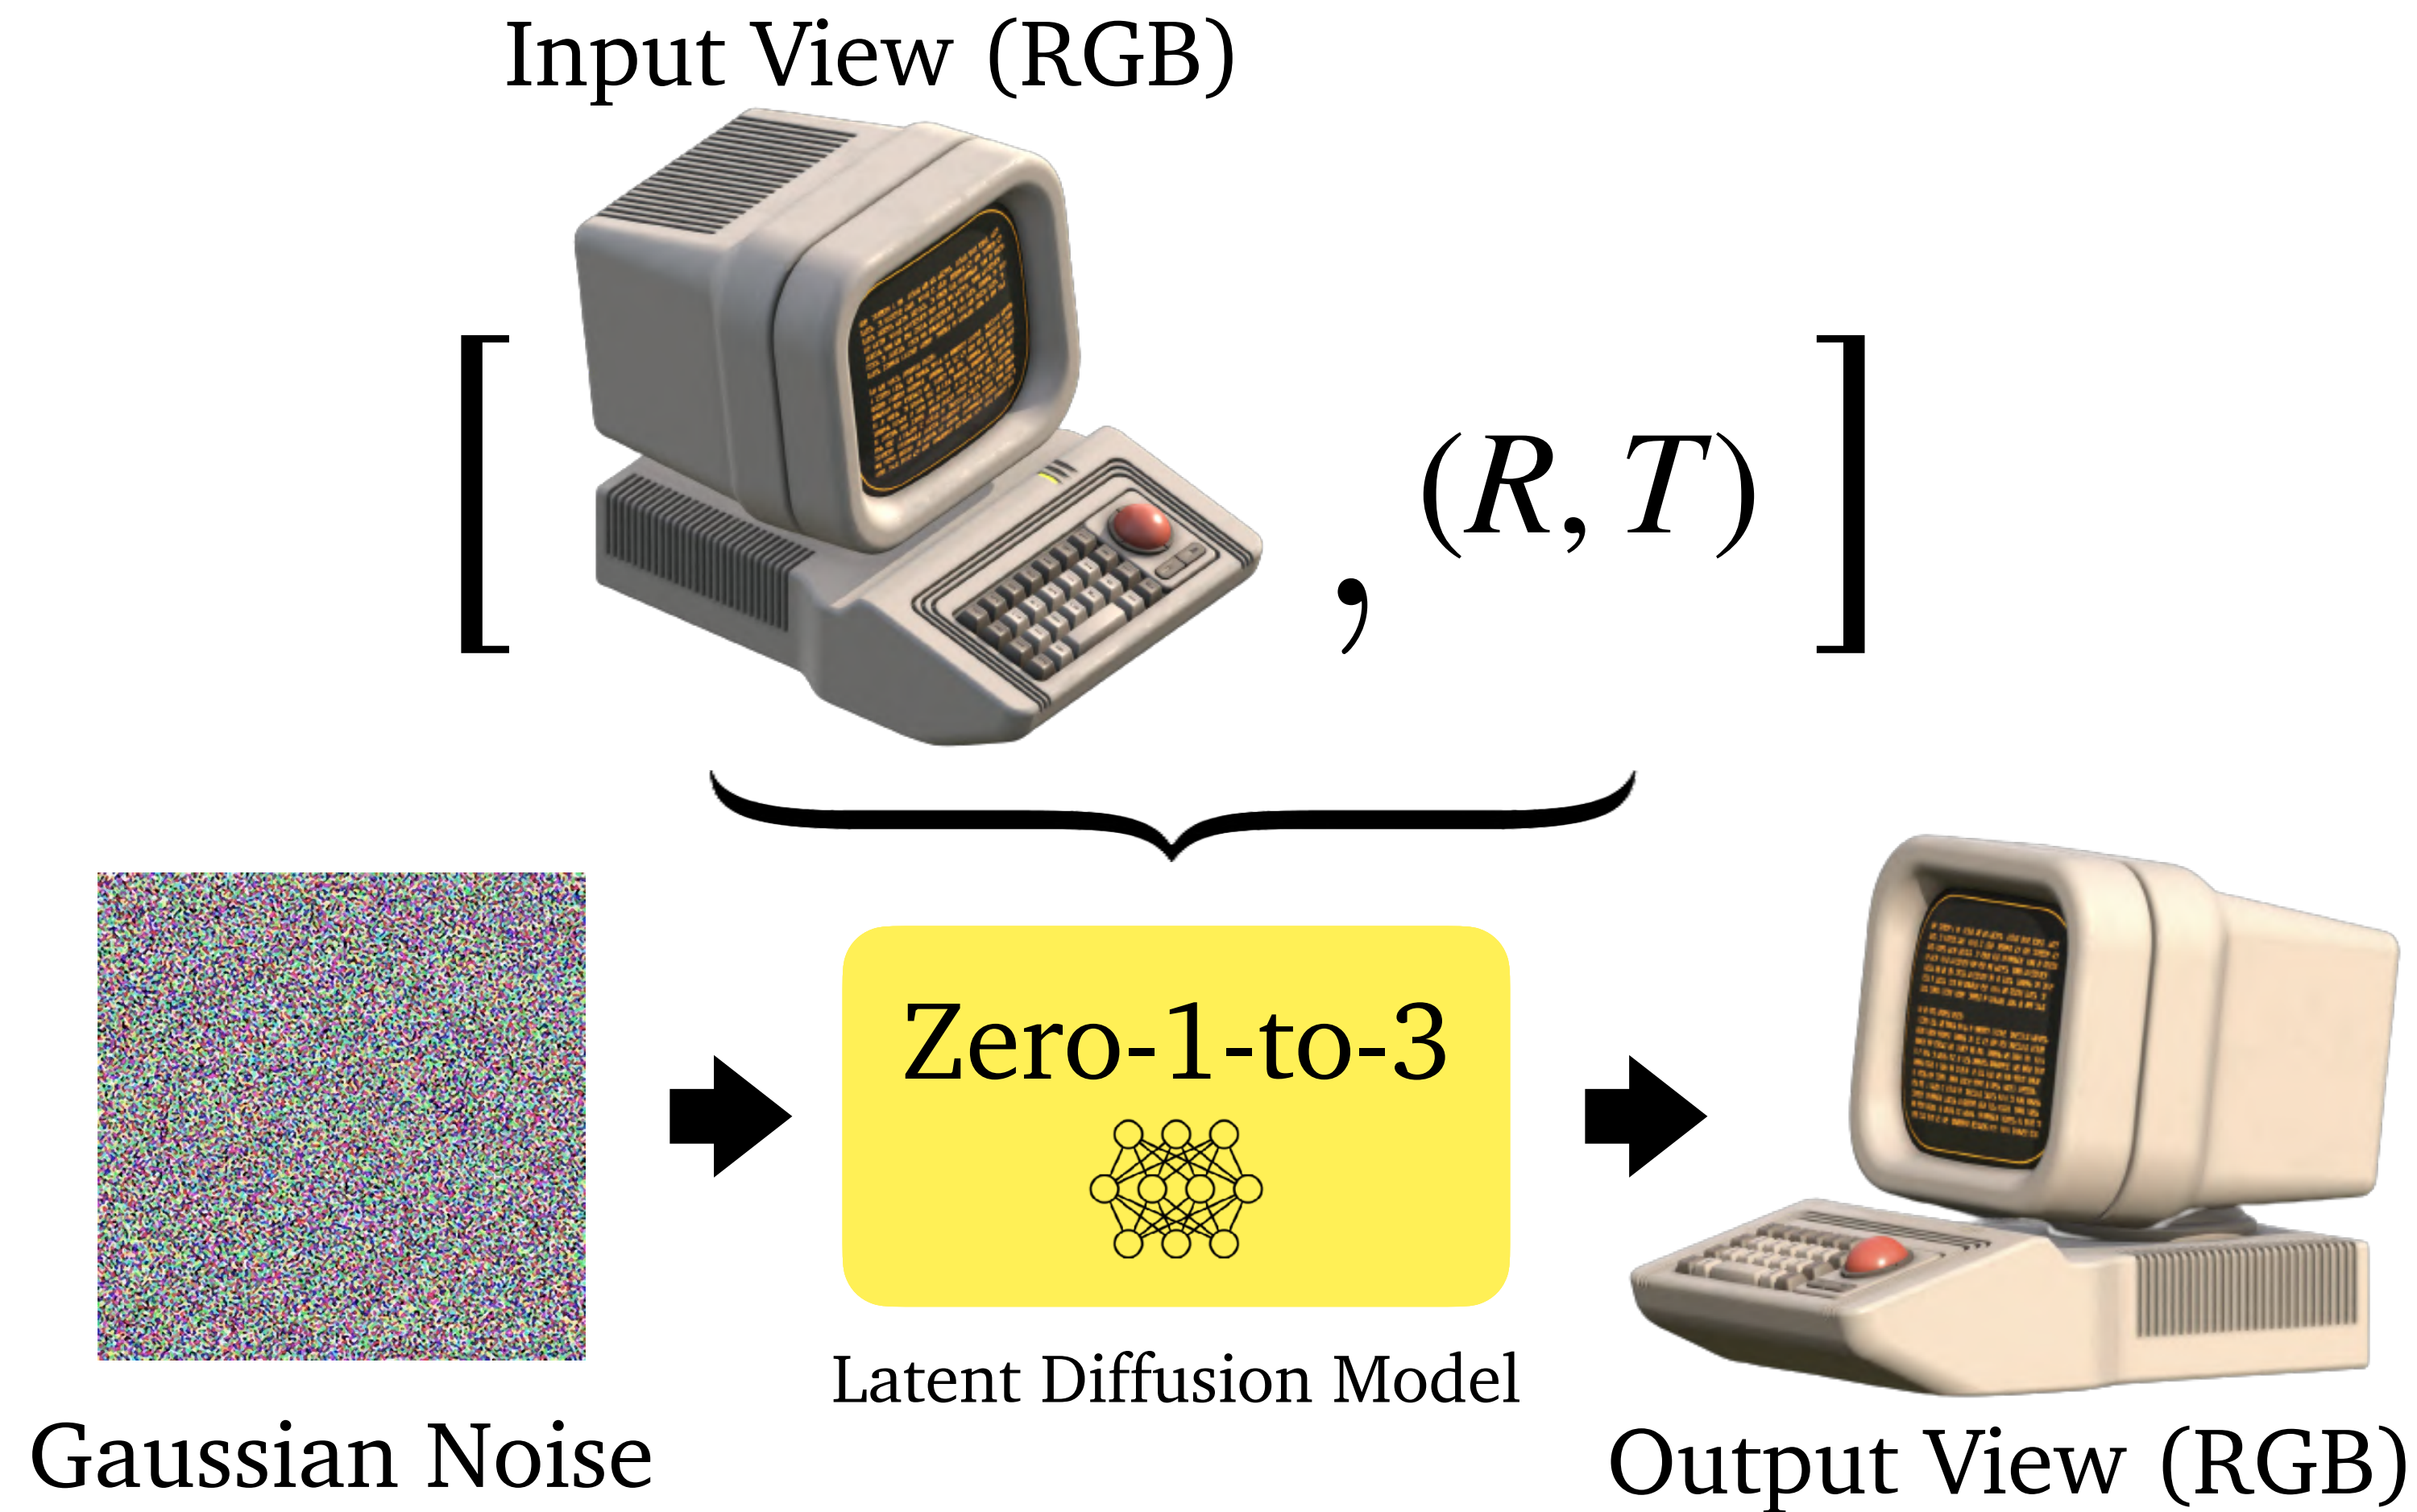 Input View (RGB)
, (R, T)
Zero-1-to-3
Latent Diffusion Model
Gaussian Noise
Output View (RGB)